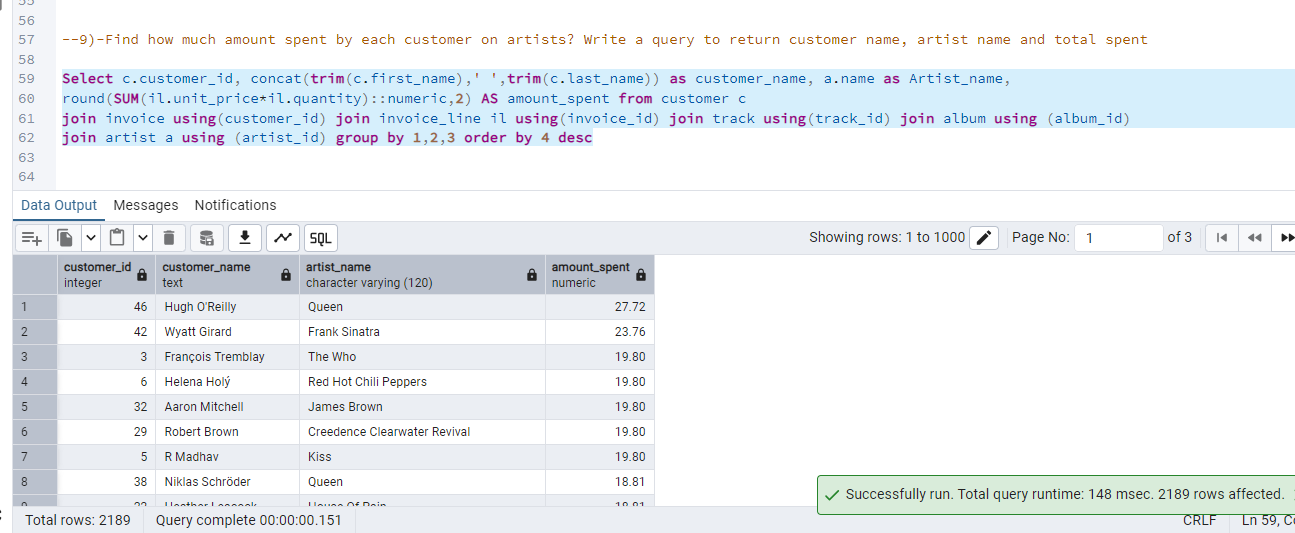 55
56
57 --9)-Find how much amount spent by each customer on artists? Write a query to return customer name, artist name and total spent
58
59 Select c.customer_id, concat(trim(c.first_name),' ',trim(c.last_name)) as customer_name, a.name as Artist_name,
60 round(SUM(il.unit_price*il.quantity)::numeric,2) AS amount_spent from customer c
61 join invoice using(customer_id) join invoice_line il using(invoice_id) join track using(track_id) join album using (album_id)
62 join artist a using (artist_id) group by 1,2,3 order by 4 desc
63
64
Data Output Messages Notifications
SQL Showing rows: 1 to 1000 Page No: 1 of 3
customer_id customer_name artist_name amount_spent
integer text character varying (120) numeric
1 46 Hugh O'Reilly Queen 27.72
2 42 Wyatt Girard Frank Sinatra 23.76
3 3 François Tremblay The Who 19.80
4 6 Helena Holý Red Hot Chili Peppers 19.80
5 32 Aaron Mitchell James Brown 19.80
6 29 Robert Brown Creedence Clearwater Revival 19.80
7 5 R Madhav Kiss 19.80
8 38 Niklas Schröder Queen 18.81
Successfully run. Total query runtime: 148 msec. 2189 rows affected.
Total rows: 2189 Query complete 00:00:00.151 CRLF Ln 59,